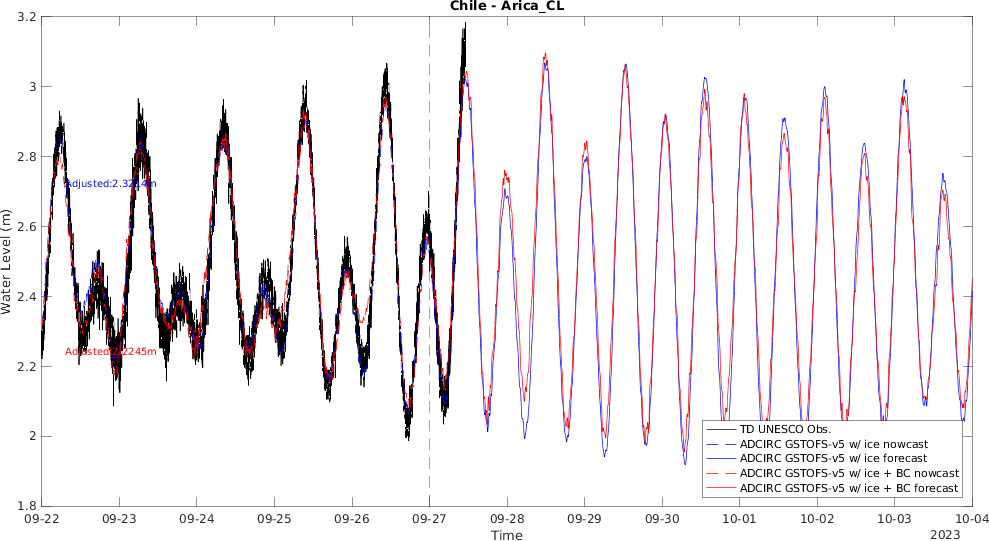 Chile - Arica_CL
3.2
3
2.8
2.6
2.4
2.2
2
1.8
Water Level (m)
Adjusted:2.3214m
Adjusted:2.2245m
TD UNESCO Obs.
ADCIRC GSTOFS-v5 w/ ice nowcast
ADCIRC GSTOFS-v5 w/ ice forecast
ADCIRC GSTOFS-v5 w/ ice + BC nowcast
ADCIRC GSTOFS-v5 w/ ice + BC forecast
09-22 09-23 09-24 09-25 09-26 09-27 09-28 09-29 09-30 10-01 10-02 10-03 10-04
Time
2023